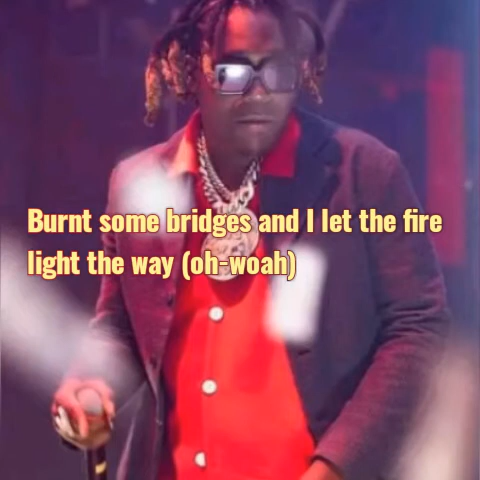 Burnt some bridges and I let the fire
light the way (oh-woah)